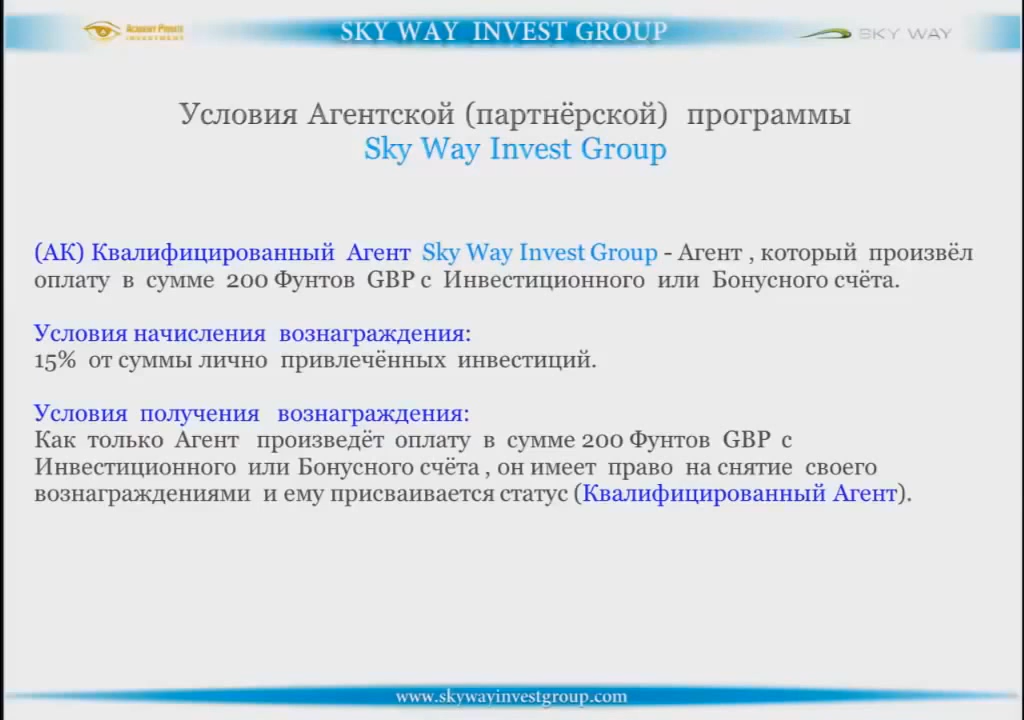 ACADEMY PRIVATE
INVESTMENT
SKY WAY INVEST GROUP
SKY WAY
Условия Агентской (партнёрской) программы
Sky Way Invest Group
(АК) Квалифицированный Агент Sky Way Invest Group - Агент , который произвёл
оплату в сумме 200 Фунтов GBP с Инвестиционного или Бонусного счёта.
Условия начисления вознаграждения:
15% от суммы лично привлечённых инвестиций.
Условия получения вознаграждения:
Как только Агент произведёт оплату в сумме 200 Фунтов GBP с
Инвестиционного или Бонусного счёта , он имеет право на снятие своего
вознаграждениями и ему присваивается статус (Квалифицированный Агент).
www.skywayinvestgroup.com